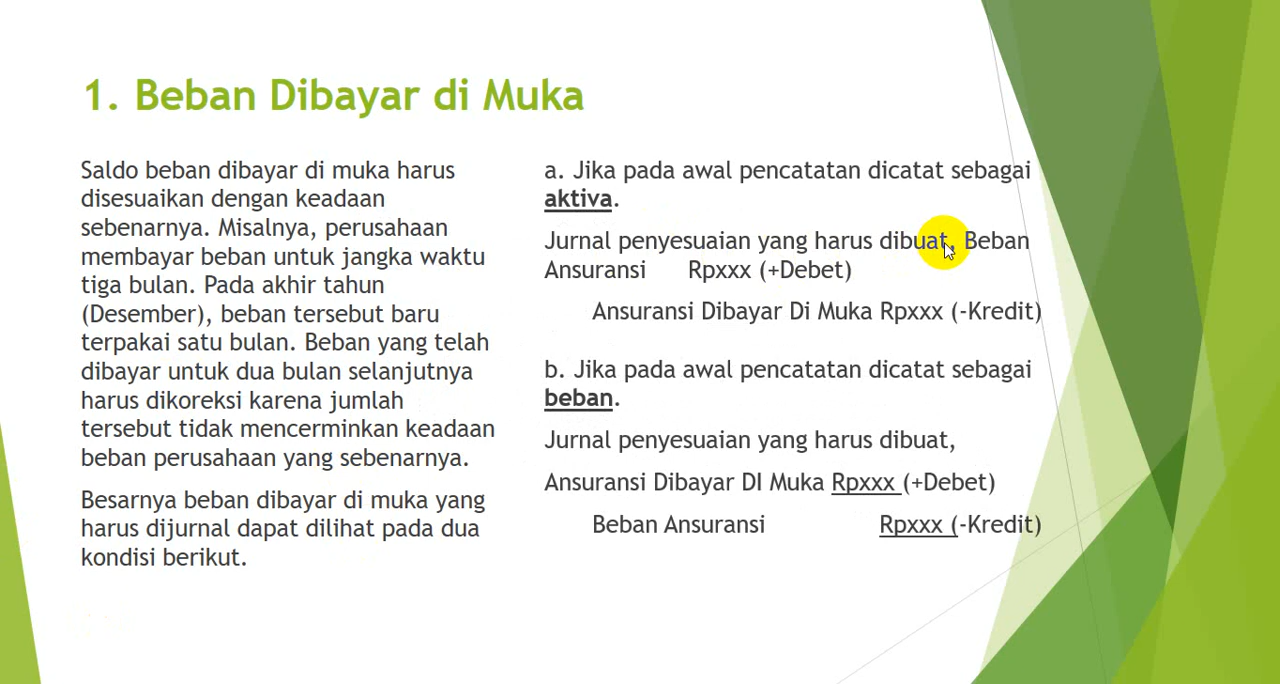 1. Beban Dibayar di Muka
Saldo beban dibayar di muka harus
disesuaikan dengan keadaan
sebenarnya. Misalnya, perusahaan
membayar beban untuk jangka waktu
tiga bulan. Pada akhir tahun
(Desember), beban tersebut baru
terpakai satu bulan. Beban yang telah
dibayar untuk dua bulan selanjutnya
harus dikoreksi karena jumlah
tersebut tidak mencerminkan keadaan
beban perusahaan yang sebenarnya.
Besarnya beban dibayar di muka yang
harus dijurnal dapat dilihat pada dua
kondisi berikut.
a. Jika pada awal pencatatan dicatat sebagai
aktiva.
Jurnal penyesuaian yang harus dibuat, Beban
Ansuransi Rpxxx (+Debet)
Ansuransi Dibayar Di Muka Rpxxx (-Kredit)
b. Jika pada awal pencatatan dicatat sebagai
beban.
Jurnal penyesuaian yang harus dibuat,
Ansuransi Dibayar DI Muka Rpxxx (+Debet)
Beban Ansuransi Rpxxx (-Kredit)